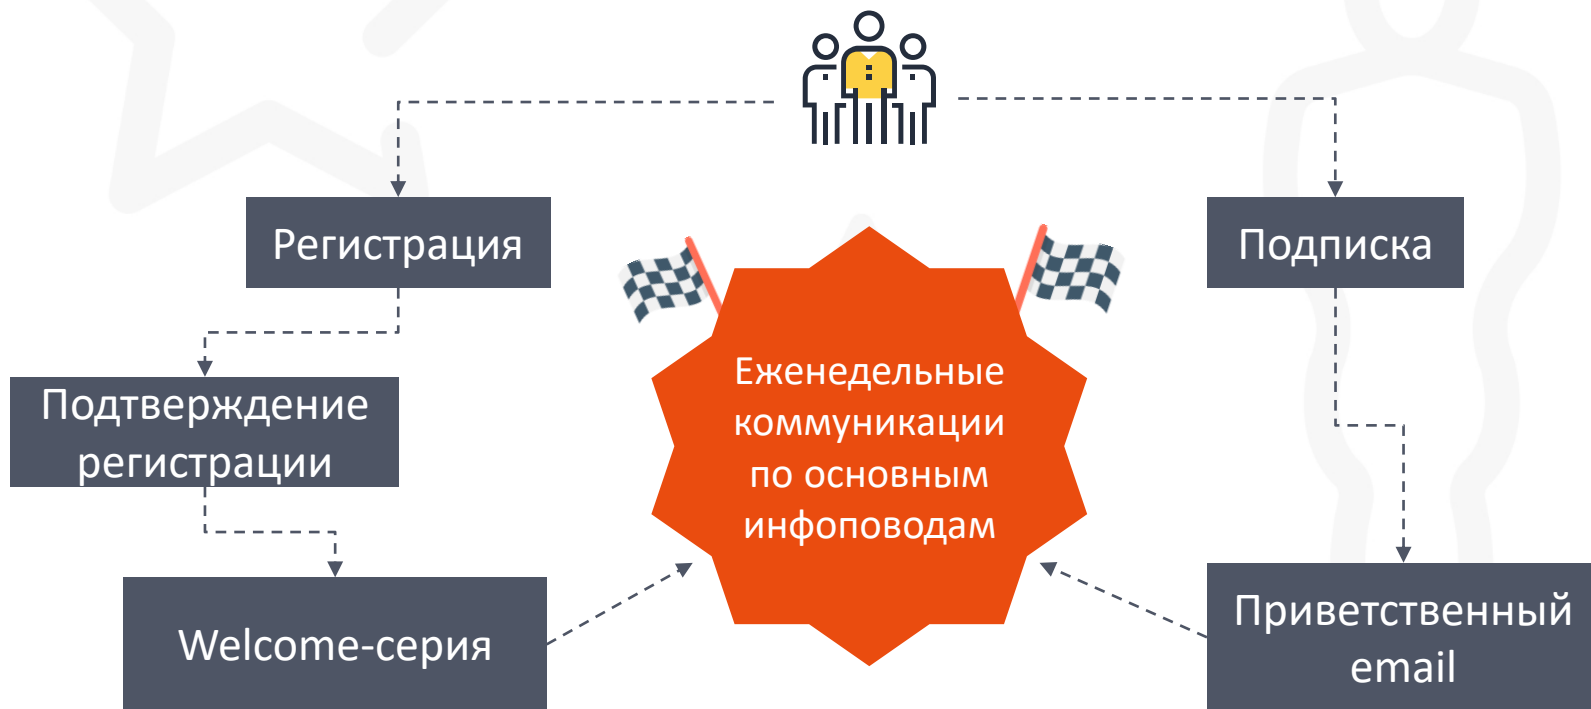 Регистрация
Подписка
Еженедельные
коммуникации
по основным
инфоповодам
Подтверждение
регистрации
Welcome-серия
Приветственный
email